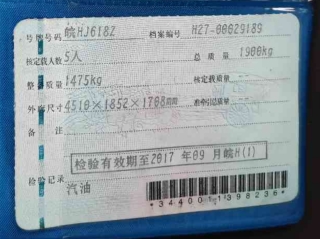 号牌号码 皖HJ618Z 档案编号 H27-00629189
核定载人数 5人 总质量 1900kg
整备质量 1475kg 核定载质量 --
外廓尺寸 4510×1852×1708mm 准牵引总质量 --
备注
检验有效期至2017年09月皖H(1)
检验记录
汽油
*3440011398236*